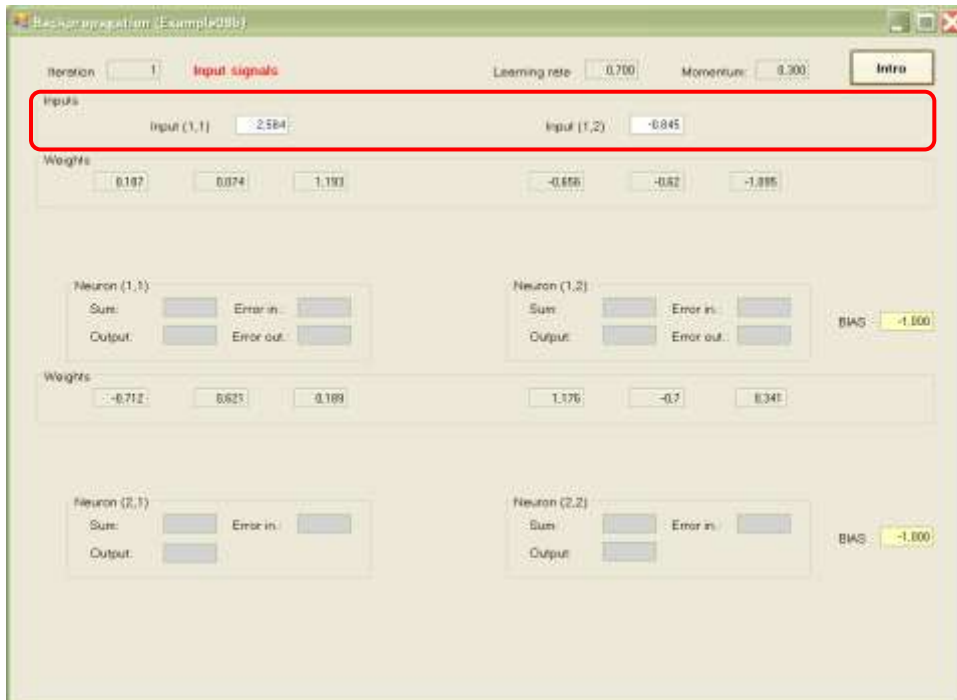 Backpropagation (Example09b)
Iteration 1 Input signals Learning rate 0,700 Momentum: 0,300 Intro
Inputs
Input (1,1) 2,584 Input (1,2) -0,845
Weights
0,187 0,074 1,193 -0,656 -0,62 -1,095
Neuron (1,1) Neuron (1,2)
Sum: Error in.: Sum Error in.:
BIAS -1,000
Output: Error out.: Output: Error out.:
Weights
-0,712 0,621 0,189 1,176 -0,7 0,341
Neuron (2,1) Neuron (2,2)
Sum: Error in.: Sum Error in.:
BIAS -1,000
Output: Output